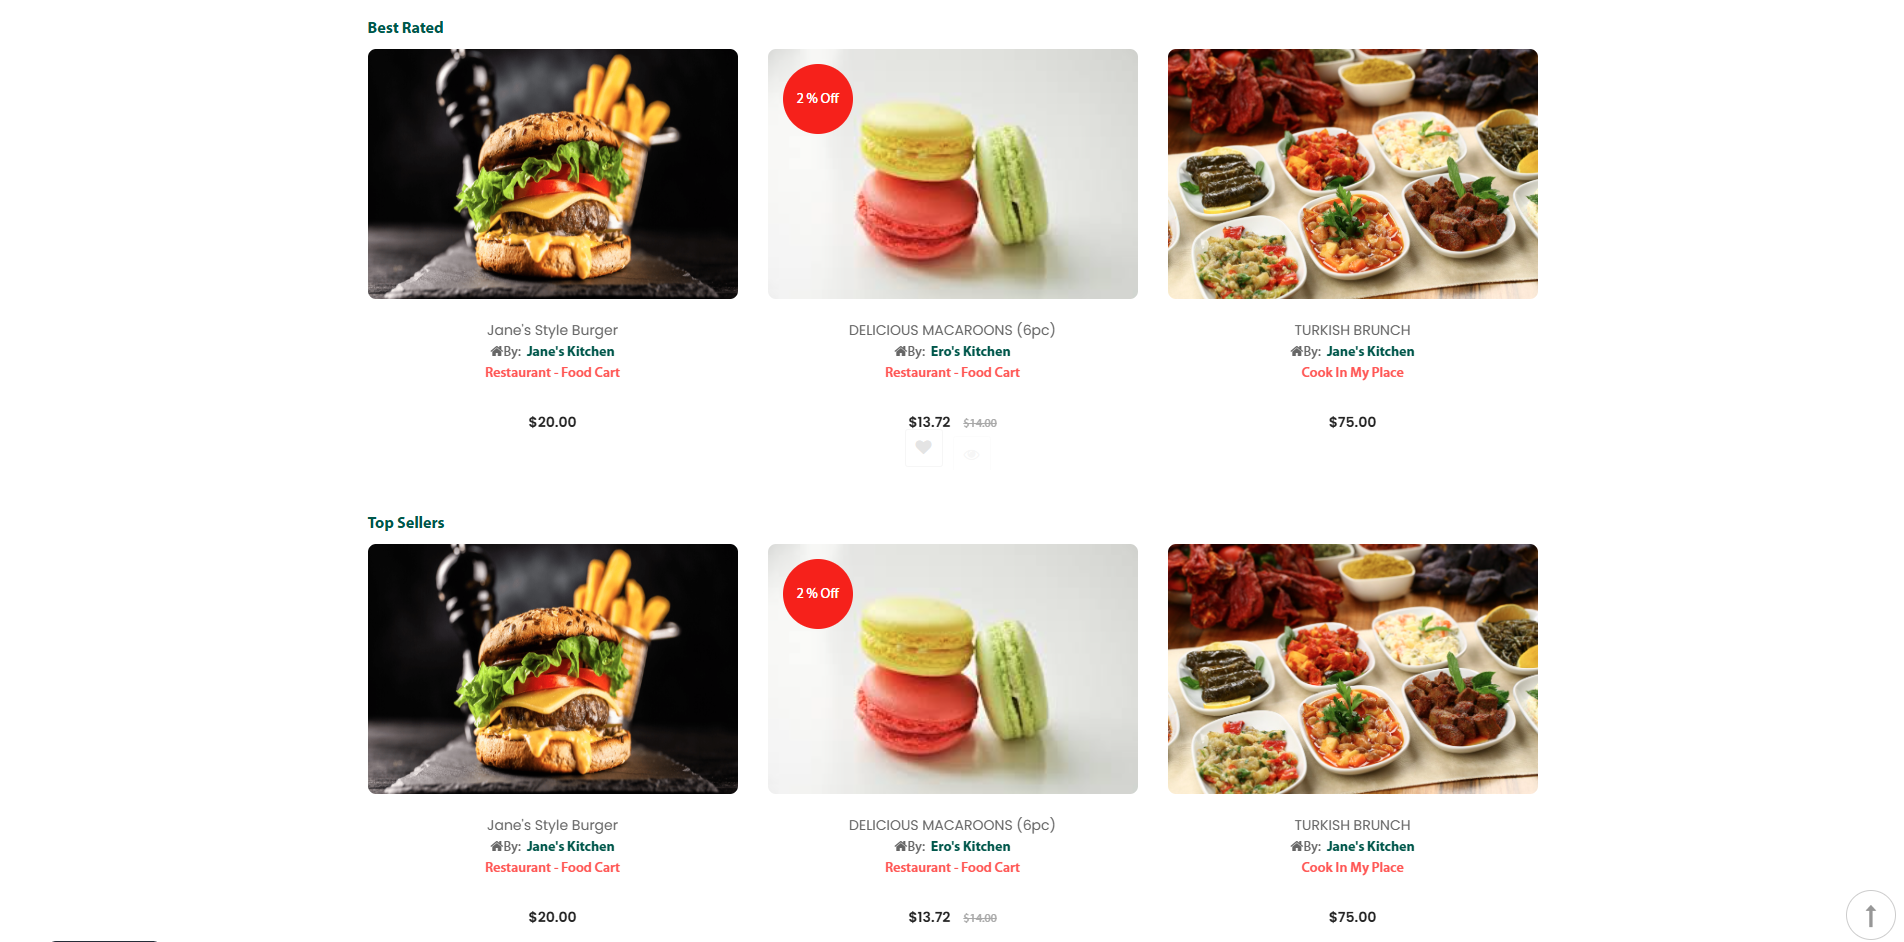 Best Rated
2 % Off
Jane's Style Burger
By: Jane's Kitchen
Restaurant - Food Cart
$20.00
DELICIOUS MACAROONS (6pc)
By: Ero's Kitchen
Restaurant - Food Cart
$13.72 $14.00
TURKISH BRUNCH
By: Jane's Kitchen
Cook In My Place
$75.00
Top Sellers
2 % Off
Jane's Style Burger
By: Jane's Kitchen
Restaurant - Food Cart
$20.00
DELICIOUS MACAROONS (6pc)
By: Ero's Kitchen
Restaurant - Food Cart
$13.72 $14.00
TURKISH BRUNCH
By: Jane's Kitchen
Cook In My Place
$75.00